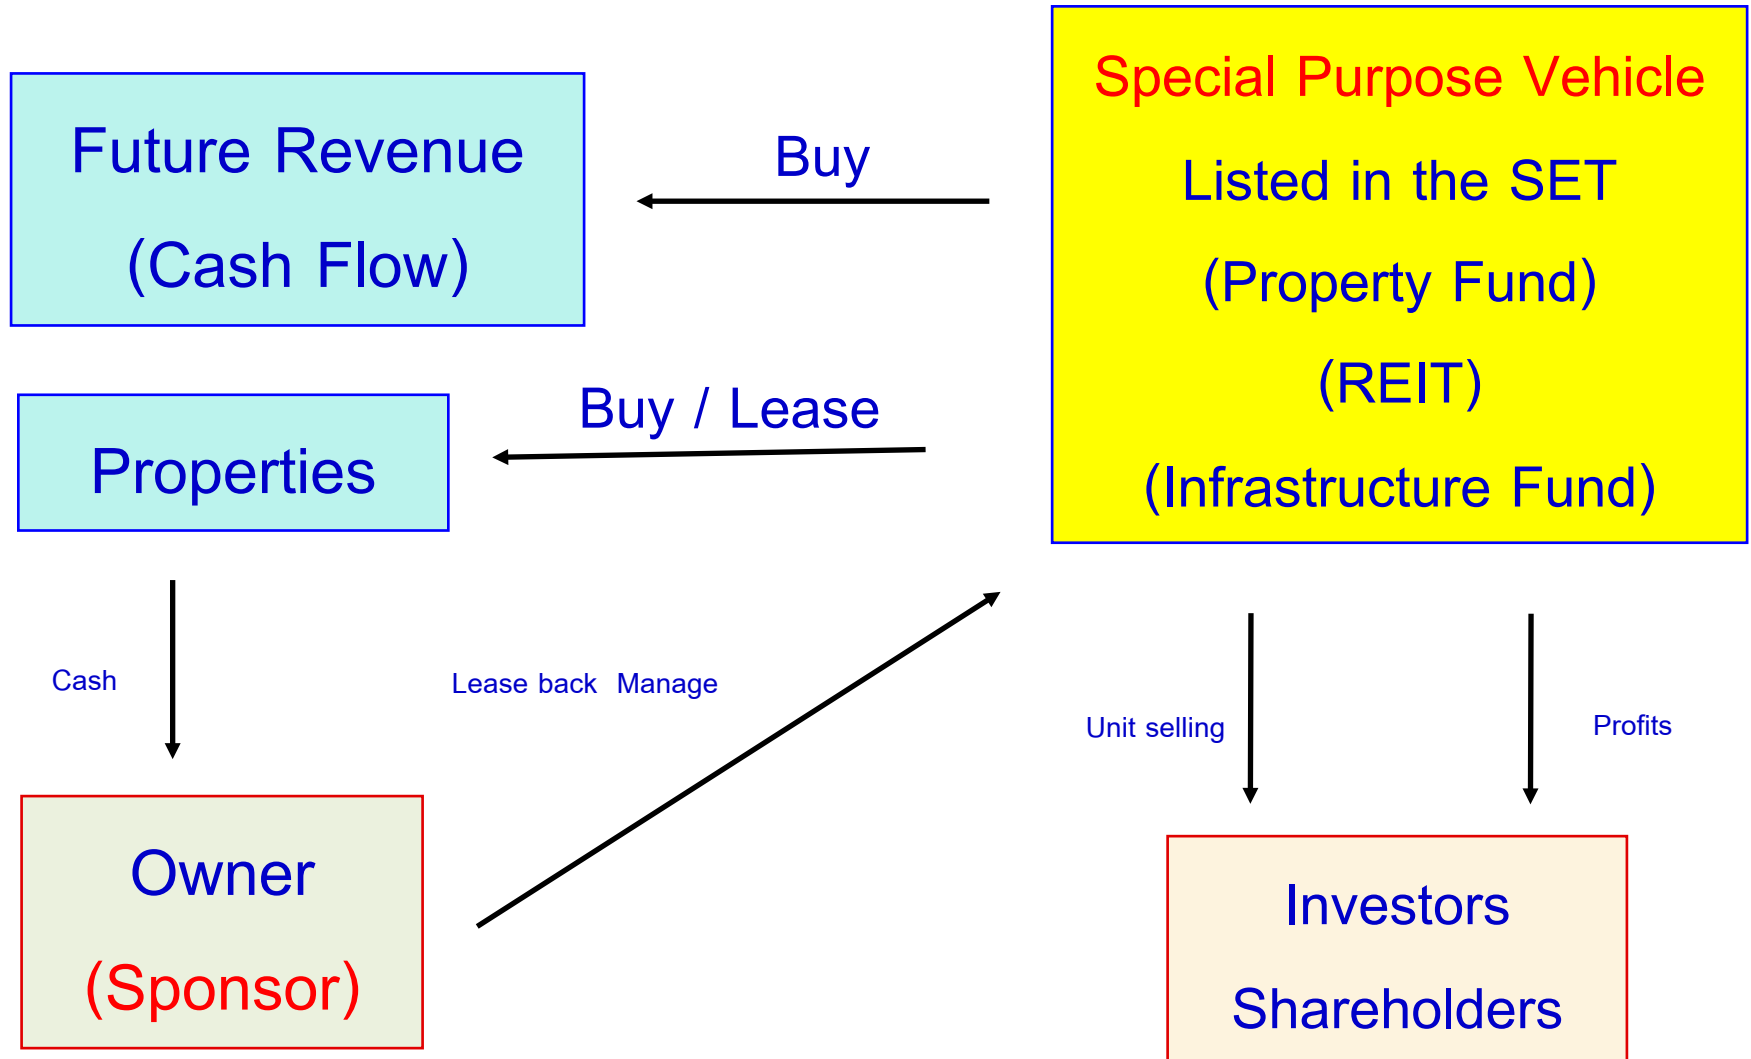 Future Revenue
(Cash Flow)
Buy
Special Purpose Vehicle
Listed in the SET
(Property Fund)
(REIT)
(Infrastructure Fund)
Properties
Buy / Lease
Cash
Lease back Manage
Unit selling
Profits
Owner
(Sponsor)
Investors
Shareholders